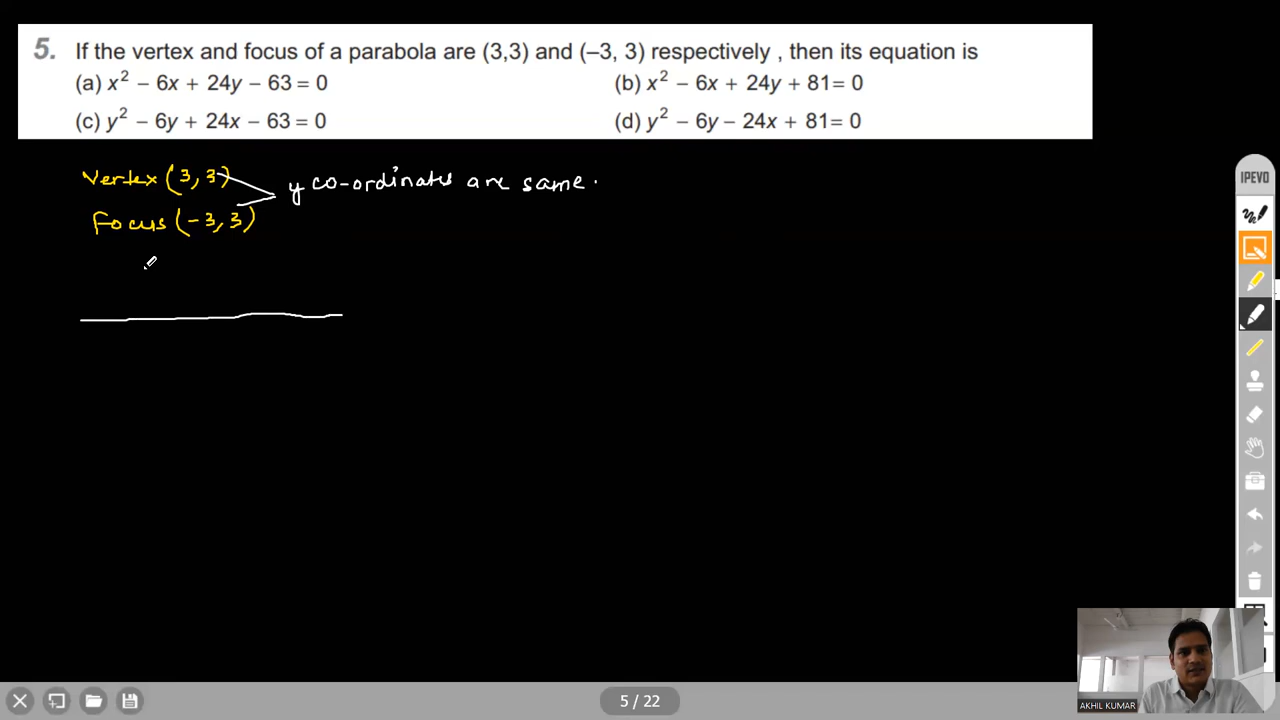 5. If the vertex and focus of a parabola are (3,3) and (–3, 3) respectively , then its equation is
(a) x² − 6x + 24y − 63 = 0
(b) x² − 6x + 24y + 81 = 0
(c) y² − 6y + 24x − 63 = 0
(d) y² − 6y − 24x + 81= 0
Vertex (3, 3)
y co-ordinates are same.
Focus (-3, 3)
IPEVO
5 / 22
AKHIL KUMAR